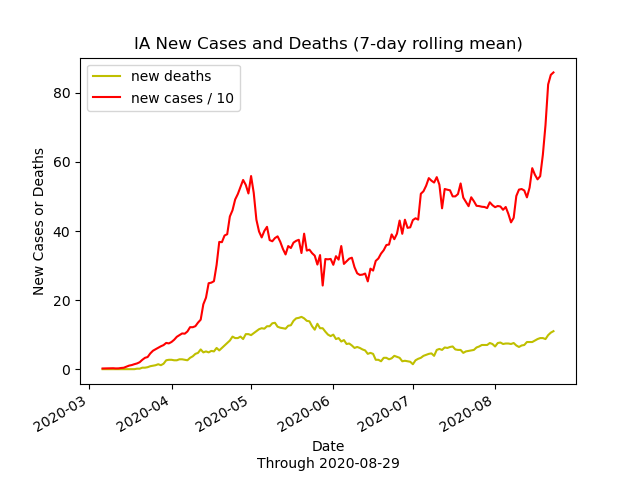 IA New Cases and Deaths (7-day rolling mean)
new deaths
new cases / 10
New Cases or Deaths
80
60
40
20
0
2020-03
2020-04
2020-05
2020-06
2020-07
2020-08
Date
Through 2020-08-29